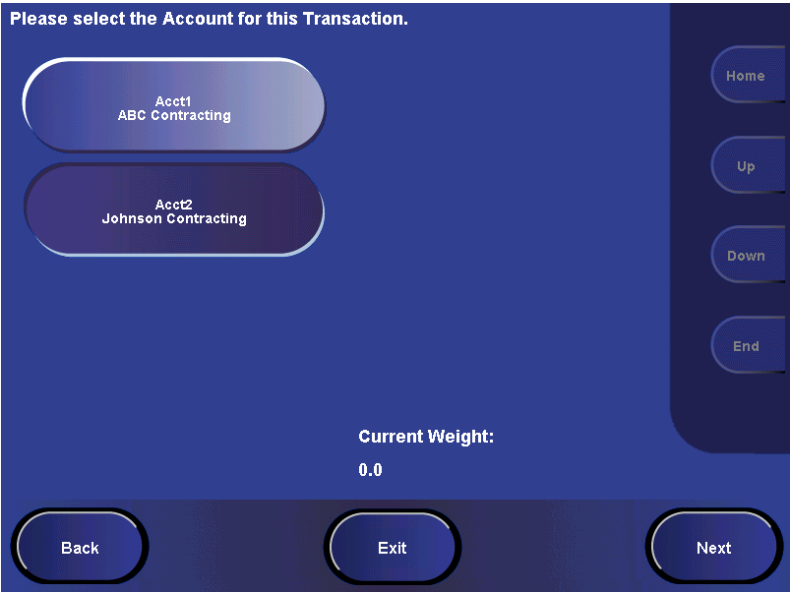 Please select the Account for this Transaction.
Acct1
ABC Contracting
Acct2
Johnson Contracting
Home
Up
Down
End
Current Weight:
0.0
Back
Exit
Next